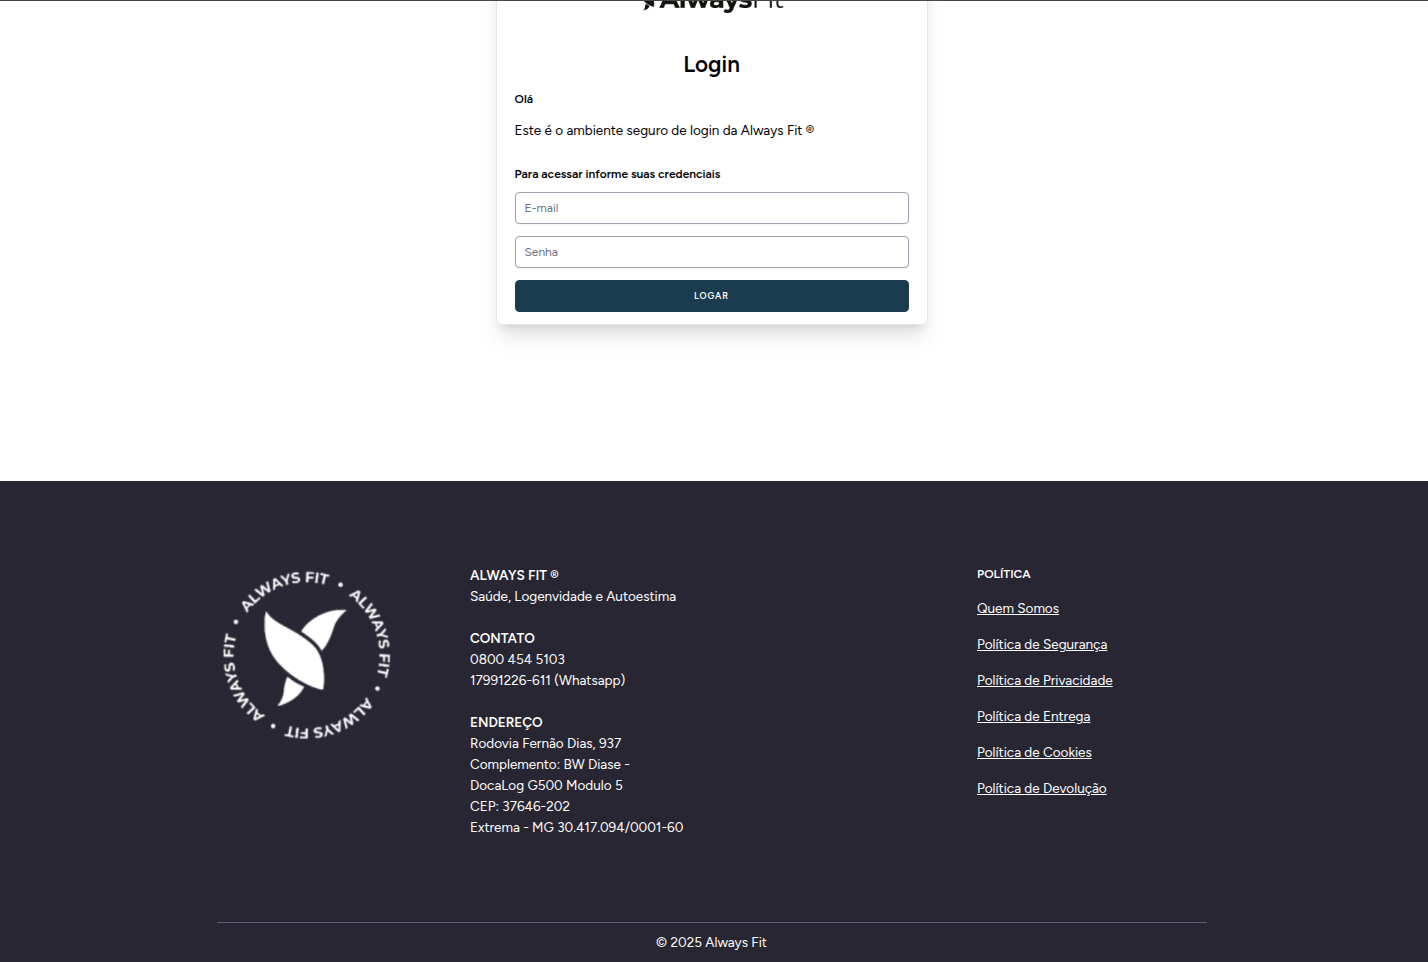 AlwaysFit
Login
Olá
Este é o ambiente seguro de login da Always Fit ®
Para acessar informe suas credenciais
E-mail
Senha
LOGAR
ALWAYS FIT • ALWAYS FIT • ALWAYS FIT • ALWAYS FIT •
ALWAYS FIT ®
Saúde, Logenvidade e Autoestima
CONTATO
0800 454 5103
17991226-611 (Whatsapp)
ENDEREÇO
Rodovia Fernão Dias, 937
Complemento: BW Diase -
DocaLog G500 Modulo 5
CEP: 37646-202
Extrema - MG 30.417.094/0001-60
POLÍTICA
Quem Somos
Política de Segurança
Política de Privacidade
Política de Entrega
Política de Cookies
Política de Devolução
© 2025 Always Fit